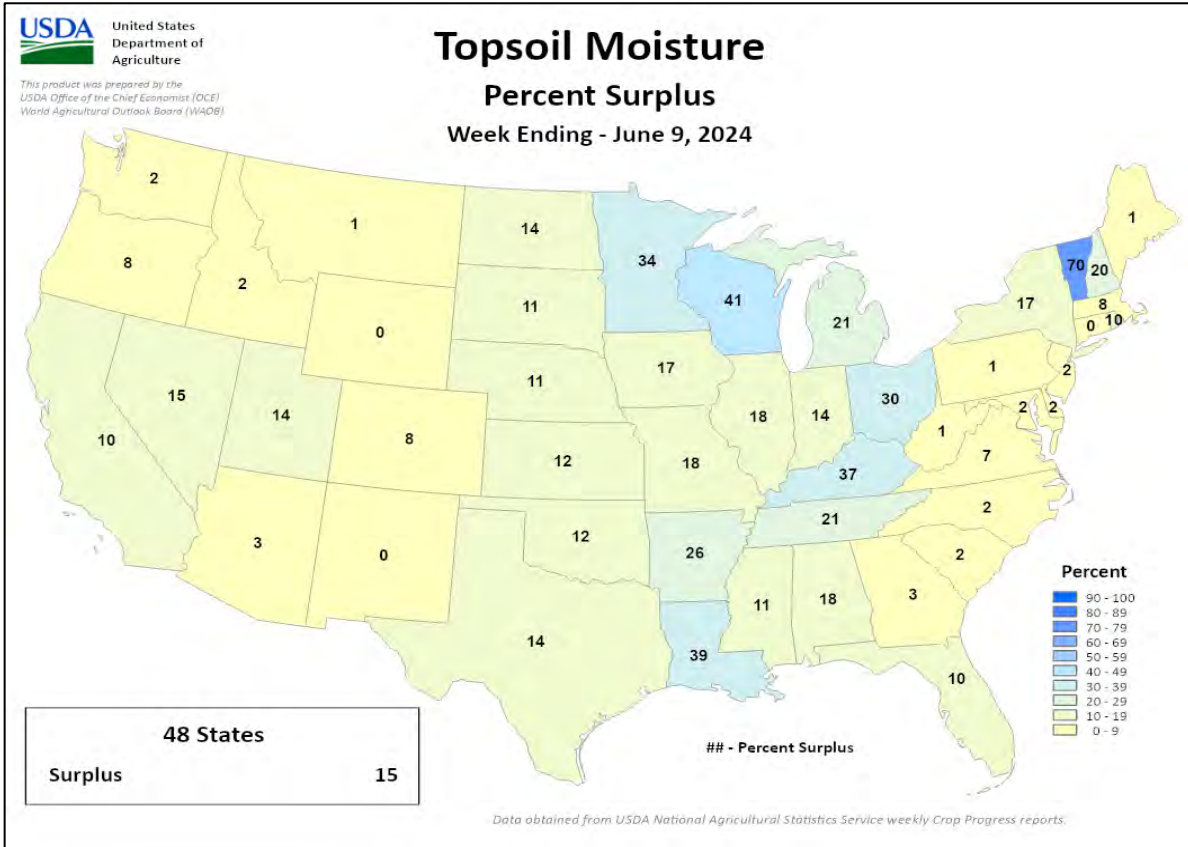 USDA
United States
Department of
Agriculture
This product was prepared by the
USDA Office of the Chief Economist (OCE)
World Agricultural Outlook Board (WAOB)
Topsoil Moisture
Percent Surplus
Week Ending - June 9, 2024
2
1
14
34
1
8
2
11
41
21
70
20
17
8
0
10
0
11
17
1
2
15
14
8
18
14
30
2
2
10
12
18
1
7
37
3
0
12
26
21
2
2
14
11
18
3
39
10
Percent
90 - 100
80 - 89
70 - 79
60 - 69
50 - 59
40 - 49
30 - 39
20 - 29
10 - 19
0 - 9
48 States
Surplus 15
## - Percent Surplus
Data obtained from USDA National Agricultural Statistics Service weekly Crop Progress reports.